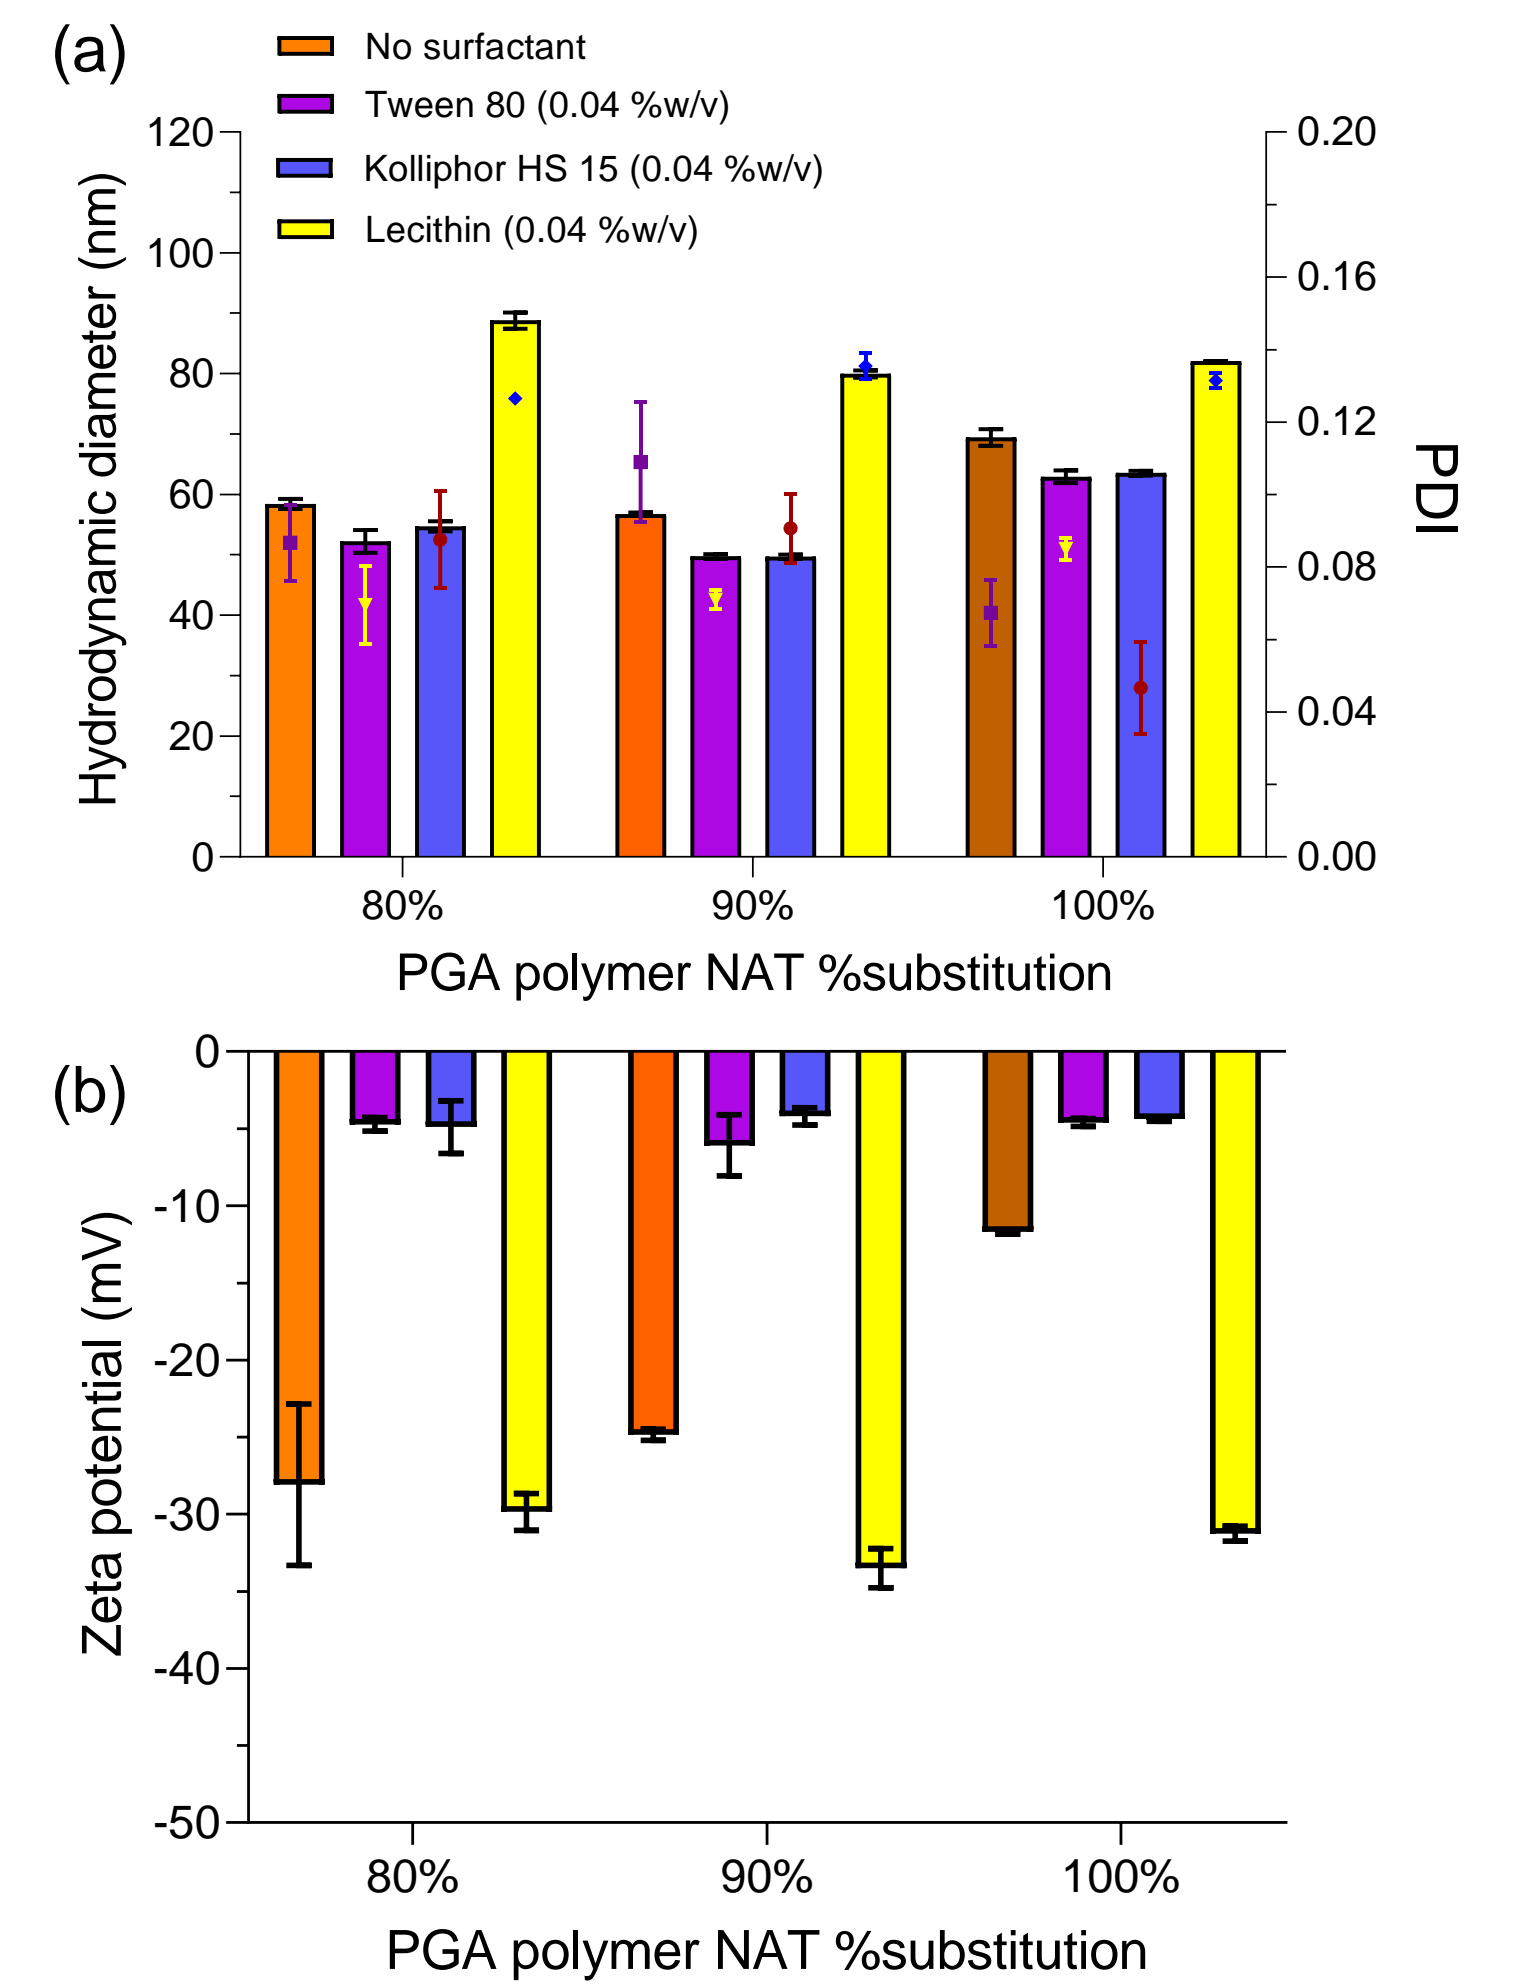 (a)
No surfactant
Tween 80 (0.04 %w/v)
Kolliphor HS 15 (0.04 %w/v)
Lecithin (0.04 %w/v)
Hydrodynamic diameter (nm)
120
100
80
60
40
20
0
0.20
0.16
0.12
0.08
0.04
0.00
PDI
80%
90%
100%
PGA polymer NAT %substitution
(b)
Zeta potential (mV)
0
-10
-20
-30
-40
-50
80%
90%
100%
PGA polymer NAT %substitution